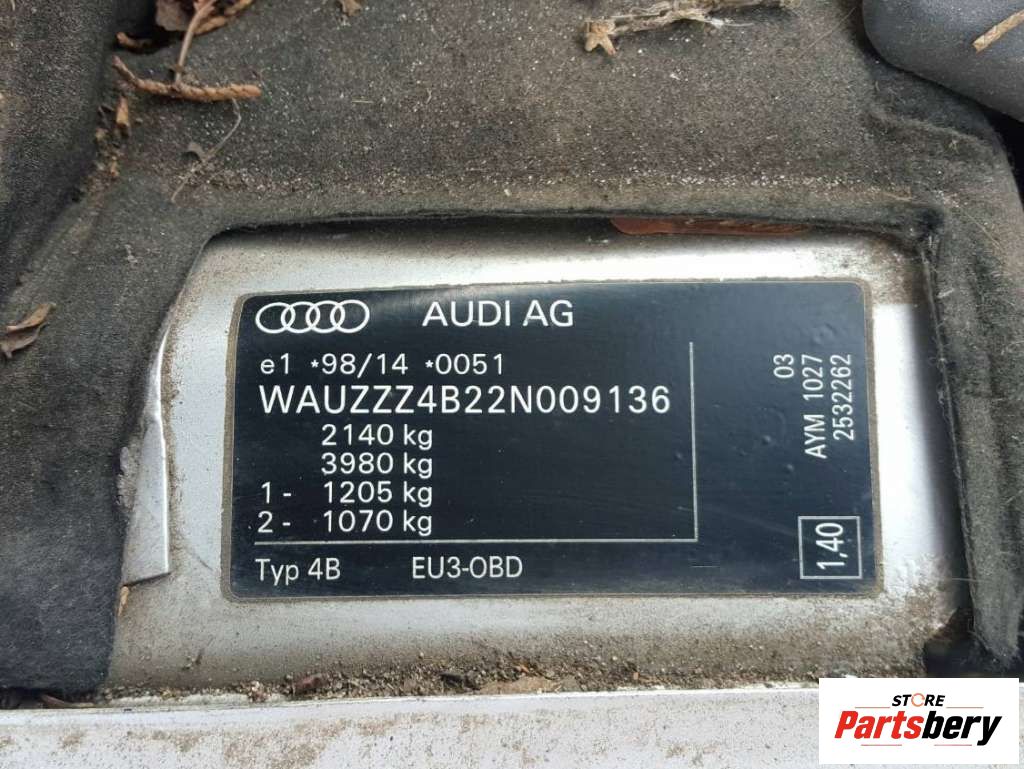 AUDI AG
e1 *98/14 *0051
WAUZZZ4B22N009136
2140 kg
3980 kg
1 - 1205 kg
2 - 1070 kg
Typ 4B EU3-OBD
03
AYM 1027
2532262
1,40
STORE
Partsbery